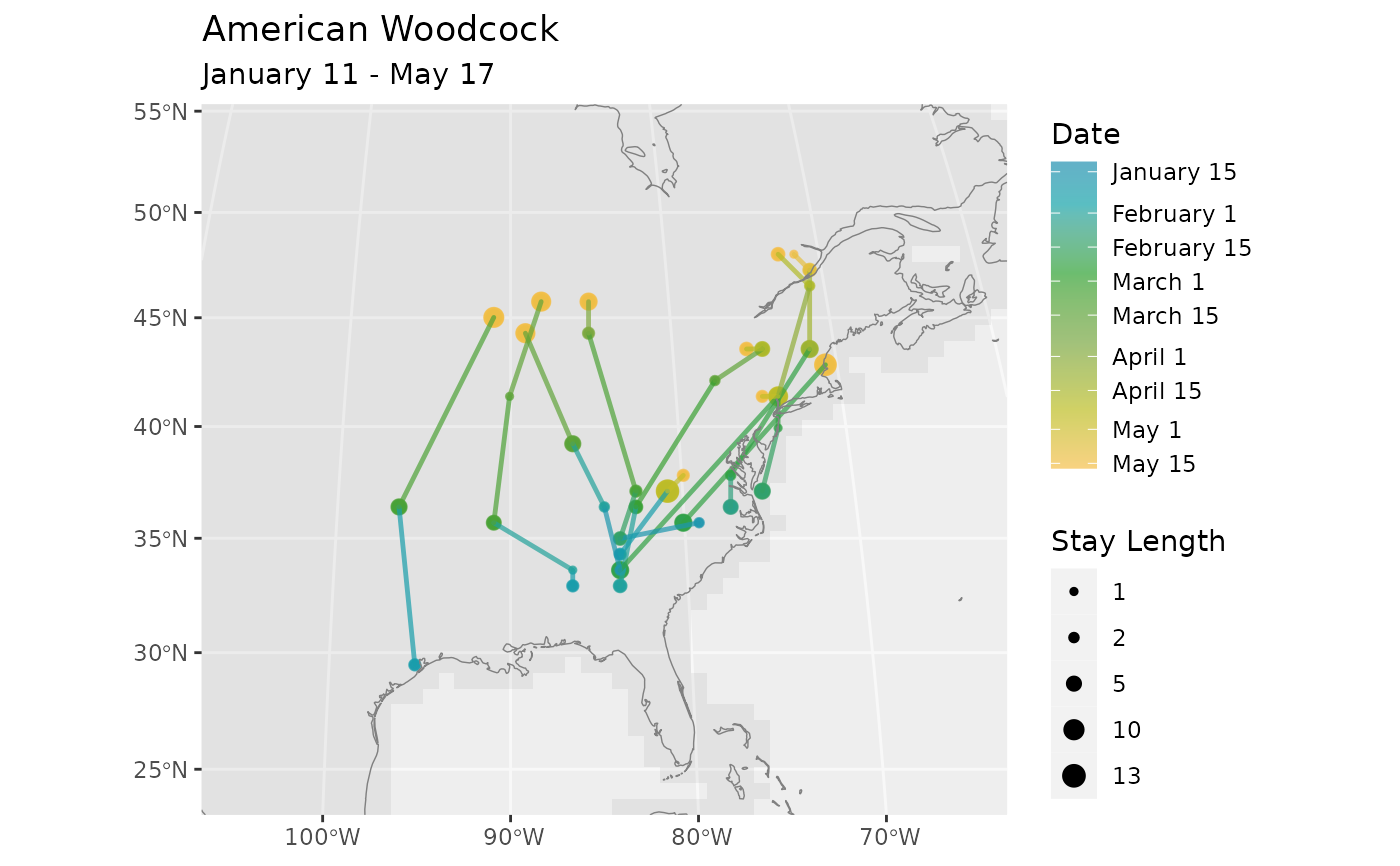 American Woodcock
January 11 - May 17
55°N
50°N
45°N
40°N
35°N
30°N
25°N
100°W
90°W
80°W
70°W
Date
January 15
February 1
February 15
March 1
March 15
April 1
April 15
May 1
May 15
Stay Length
1
2
5
10
13